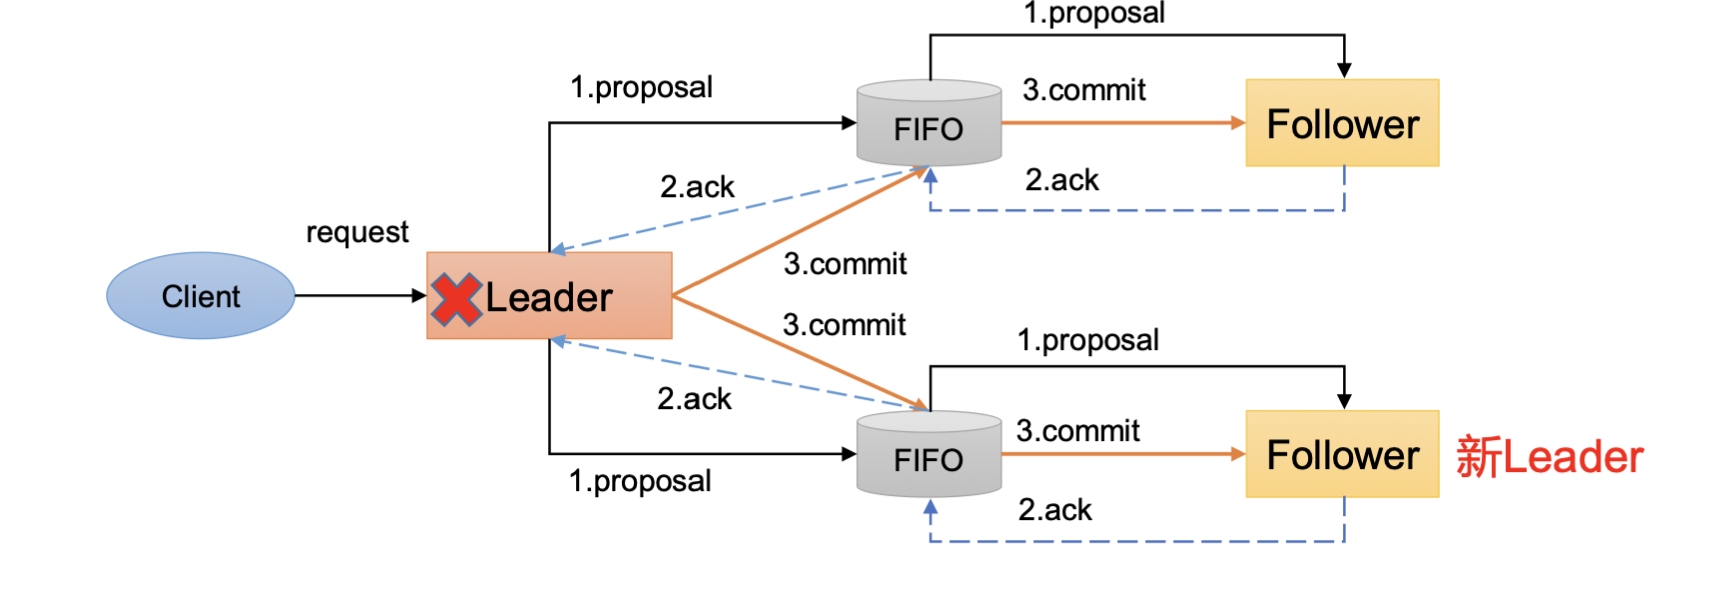 1.proposal
1.proposal
3.commit
FIFO
Follower
2.ack
2.ack
request
3.commit
Client
Leader
3.commit
1.proposal
2.ack
3.commit
FIFO
Follower
新Leader
1.proposal
2.ack